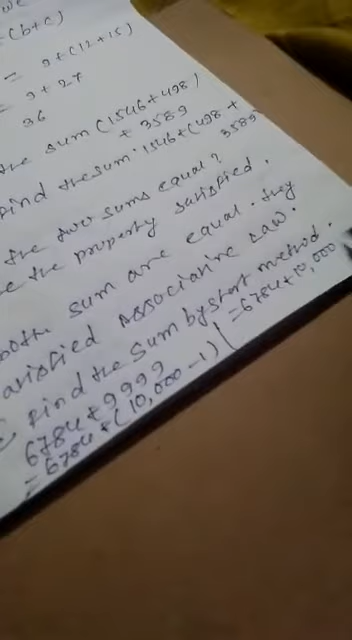 we
=(b+c)
= 9+(12+15)
= 9+27
36
the sum (1546+498)
+ 3589
Find the sum. 1546+(498+
3589
the two sums equal?
the property satisfied.
both sum are equal. they
satisfied Associative Law.
Find the sum by short method.
6784+9999
=6784+(10,000-1)
=6784+10,000